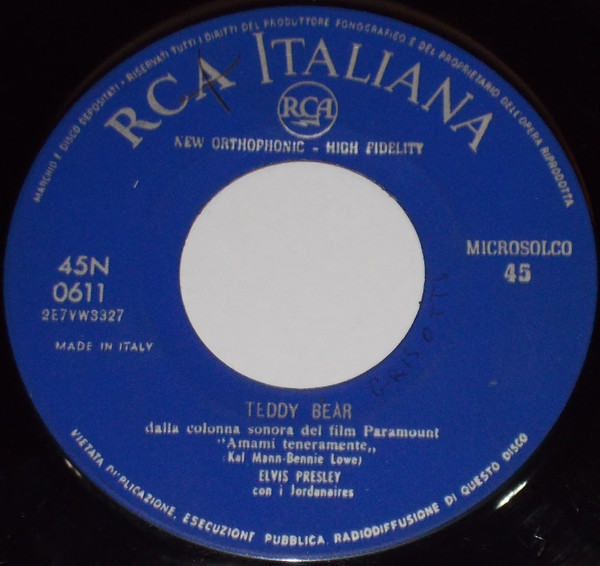 MARCHIO E DISCO DEPOSITATI - RISERVATI TUTTI I DIRITTI DEL PRODUTTORE FONOGRAFICO E DEL PROPRIETARIO DELL'OPERA RIPRODOTTA
RCA ITALIANA
RCA
NEW ORTHOPHONIC - HIGH FIDELITY
45N
0611
2E7VW3327
MADE IN ITALY
MICROSOLCO
45
GRISOTTI
TEDDY BEAR
dalla colonna sonora del film Paramount
,,Amami teneramente,,
(Kal Mann-Bennie Lowe)
ELVIS PRESLEY
con i Jordanaires
VIETATA DUPLICAZIONE, ESECUZIONE PUBBLICA, RADIODIFFUSIONE DI QUESTO DISCO